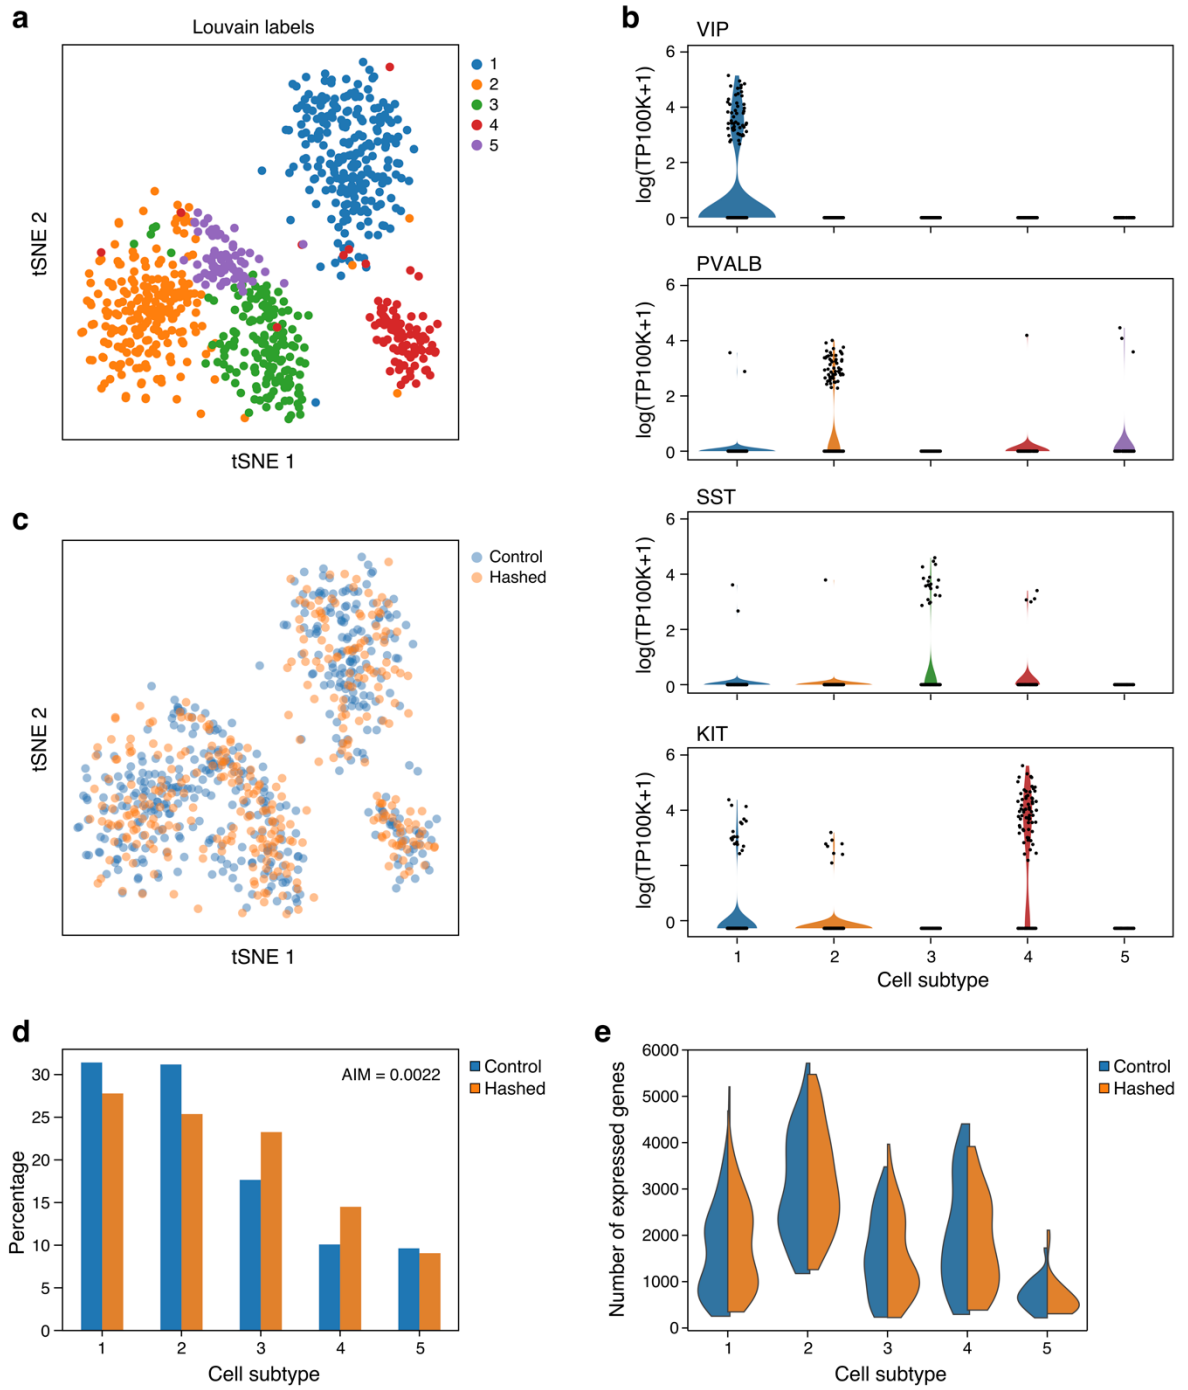 a
Louvain labels
1
2
3
4
5
tSNE 2
tSNE 1
b
VIP
log(TP100K+1)
6
4
2
0
PVALB
log(TP100K+1)
6
4
2
0
SST
log(TP100K+1)
6
4
2
0
KIT
log(TP100K+1)
6
4
0
1 2 3 4 5
Cell subtype
c
Control
Hashed
tSNE 2
tSNE 1
d
AIM = 0.0022
Control
Hashed
Percentage
30
25
20
15
10
5
0
1 2 3 4 5
Cell subtype
e
Control
Hashed
Number of expressed genes
6000
5000
4000
3000
2000
1000
0
1 2 3 4 5
Cell subtype